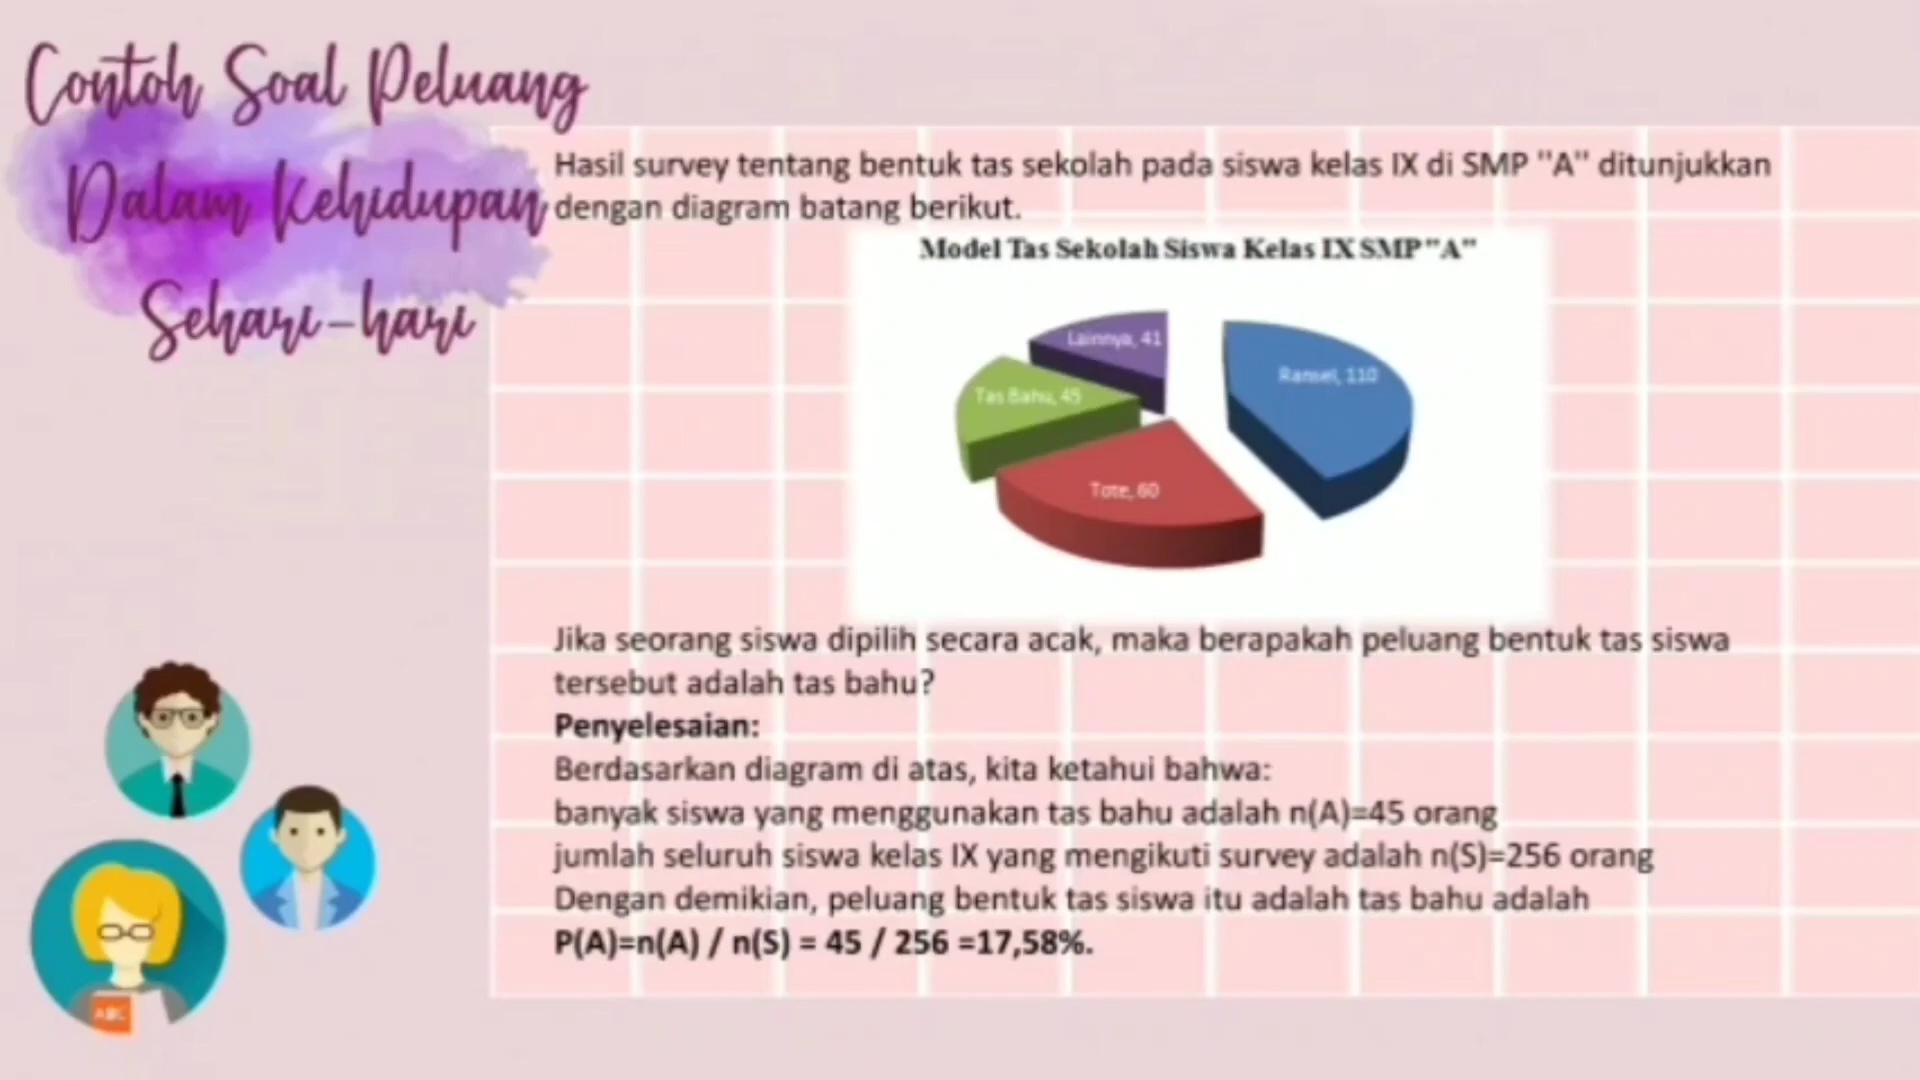 Contoh Soal Peluang
Dalam Kehidupan
Sehari-hari
Hasil survey tentang bentuk tas sekolah pada siswa kelas IX di SMP "A" ditunjukkan
dengan diagram batang berikut.
Model Tas Sekolah Siswa Kelas IX SMP "A"
Lainnya, 41
Ransel, 110
Tas Bahu, 45
Tote, 60
Jika seorang siswa dipilih secara acak, maka berapakah peluang bentuk tas siswa
tersebut adalah tas bahu?
Penyelesaian:
Berdasarkan diagram di atas, kita ketahui bahwa:
banyak siswa yang menggunakan tas bahu adalah n(A)=45 orang
jumlah seluruh siswa kelas IX yang mengikuti survey adalah n(S)=256 orang
Dengan demikian, peluang bentuk tas siswa itu adalah tas bahu adalah
P(A)=n(A) / n(S) = 45 / 256 =17,58%.
ABC